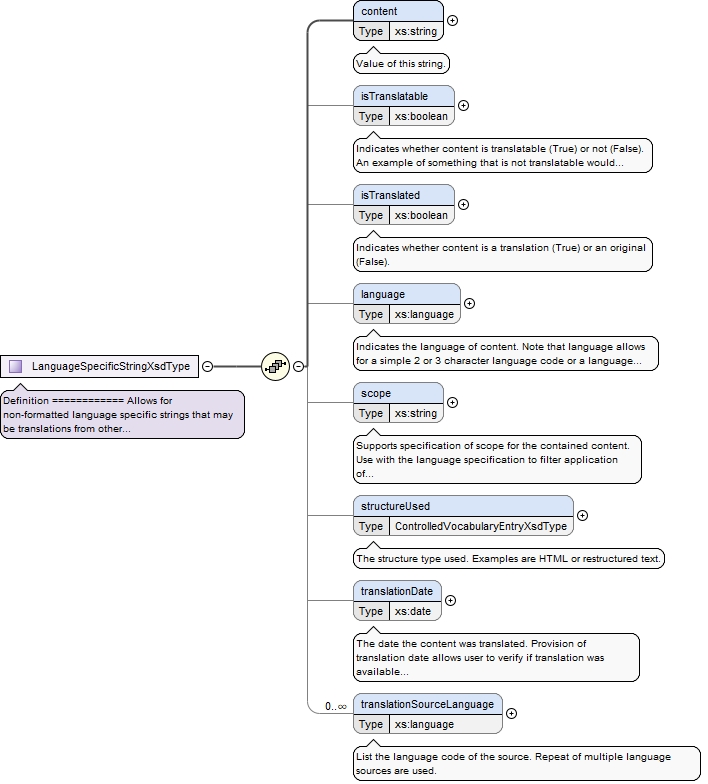 content
Type xs:string
Value of this string.
isTranslatable
Type xs:boolean
Indicates whether content is translatable (True) or not (False).
An example of something that is not translatable would...
isTranslated
Type xs:boolean
Indicates whether content is a translation (True) or an original
(False).
language
Type xs:language
Indicates the language of content. Note that language allows
for a simple 2 or 3 character language code or a language...
LanguageSpecificStringXsdType
Definition ============ Allows for
non-formatted language specific strings that may
be translations from other...
scope
Type xs:string
Supports specification of scope for the contained content.
Use with the language specification to filter application
of...
structureUsed
Type ControlledVocabularyEntryXsdType
The structure type used. Examples are HTML or restructured text.
translationDate
Type xs:date
The date the content was translated. Provision of
translation date allows user to verify if translation was
available...
0..∞
translationSourceLanguage
Type xs:language
List the language code of the source. Repeat of multiple language
sources are used.